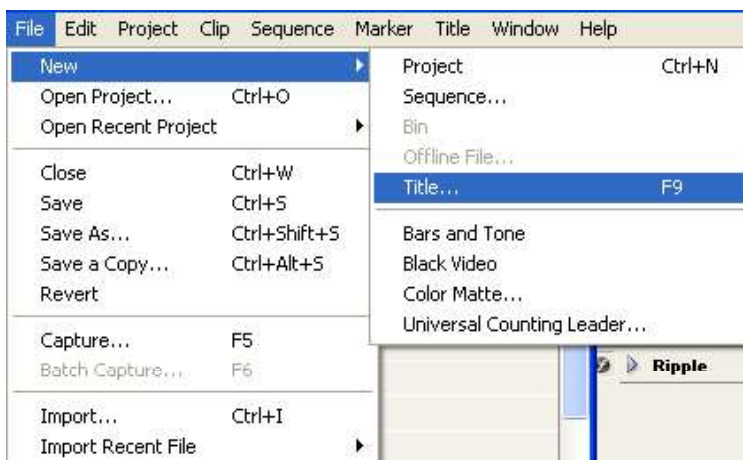 File Edit Project Clip Sequence Marker Title Window Help
New
Open Project... Ctrl+O
Open Recent Project
Close Ctrl+W
Save Ctrl+S
Save As... Ctrl+Shift+S
Save a Copy... Ctrl+Alt+S
Revert
Capture... F5
Batch Capture... F6
Import... Ctrl+I
Import Recent File
Project Ctrl+N
Sequence...
Bin
Offline File...
Title... F9
Bars and Tone
Black Video
Color Matte...
Universal Counting Leader...
Ripple